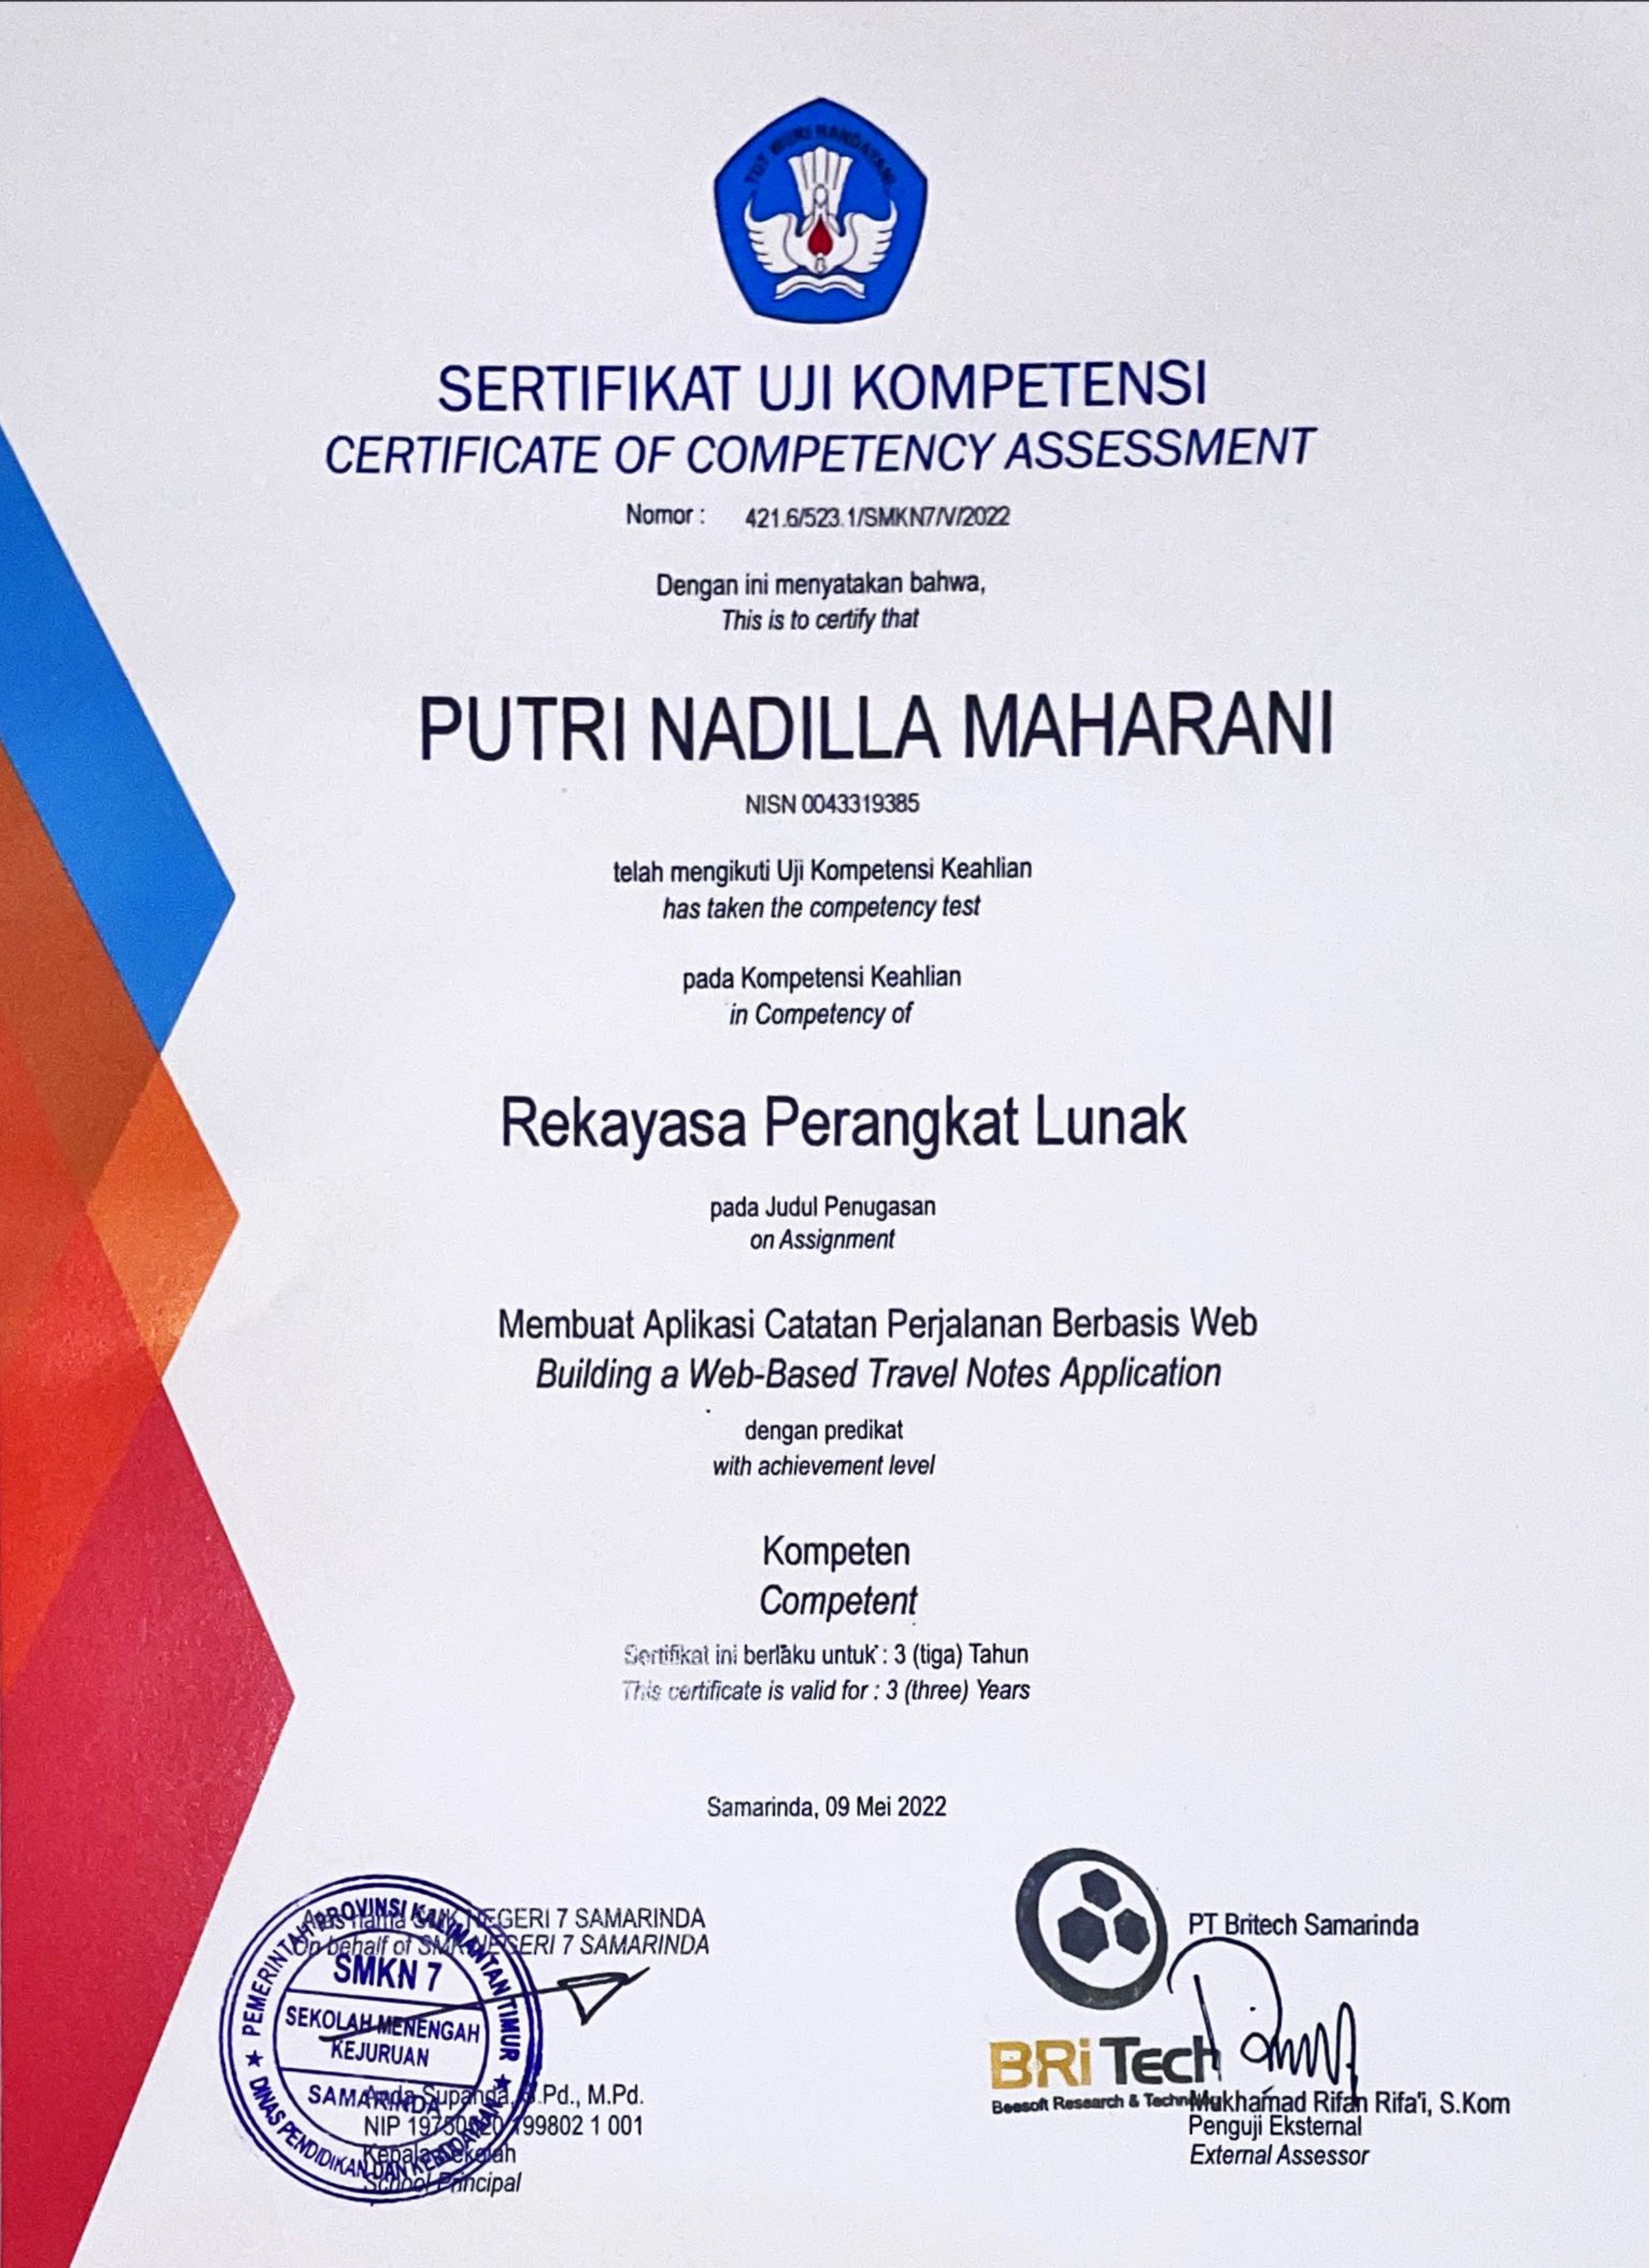 TUT WURI HANDAYANI
SERTIFIKAT UJI KOMPETENSI
CERTIFICATE OF COMPETENCY ASSESSMENT
Nomor : 421.6/523.1/SMKN7/V/2022
Dengan ini menyatakan bahwa,
This is to certify that
PUTRI NADILLA MAHARANI
NISN 0043319385
telah mengikuti Uji Kompetensi Keahlian
has taken the competency test
pada Kompetensi Keahlian
in Competency of
Rekayasa Perangkat Lunak
pada Judul Penugasan
on Assignment
Membuat Aplikasi Catatan Perjalanan Berbasis Web
Building a Web-Based Travel Notes Application
dengan predikat
with achievement level
Kompeten
Competent
Sertifikat ini berlaku untuk : 3 (tiga) Tahun
This certificate is valid for : 3 (three) Years
Samarinda, 09 Mei 2022
Atas nama SMK NEGERI 7 SAMARINDA
On behalf of SMK NEGERI 7 SAMARINDA
PEMERINTAH PROVINSI KALIMANTAN TIMUR
SMKN 7
SEKOLAH MENENGAH
KEJURUAN
SAMARINDA
DINAS PENDIDIKAN DAN KEBUDAYAAN
Supanda, S.Pd., M.Pd.
NIP 199802 1 001
Kepala Sekolah
School Principal
PT Britech Samarinda
BRiTech
Beesoft Research &
Mukhamad Rifan Rifa'i, S.Kom
Penguji Eksternal
External Assessor